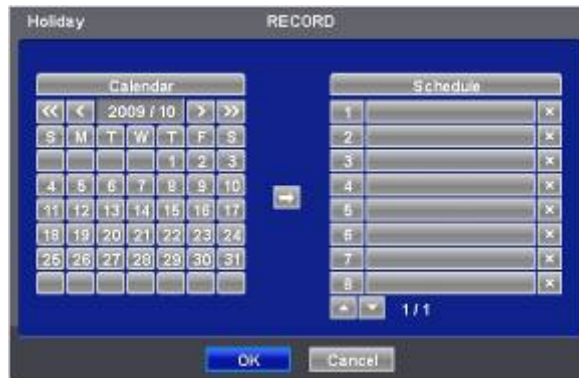 Holiday RECORD
Calendar
<< < 2009 / 10 > >>
S M T W T F S
1 2 3
4 5 6 7 8 9 10
11 12 13 14 15 16 17
18 19 20 21 22 23 24
25 26 27 28 29 30 31
Schedule
1 ×
2 ×
3 ×
4 ×
5 ×
6 ×
7 ×
8 ×
1 / 1
OK Cancel